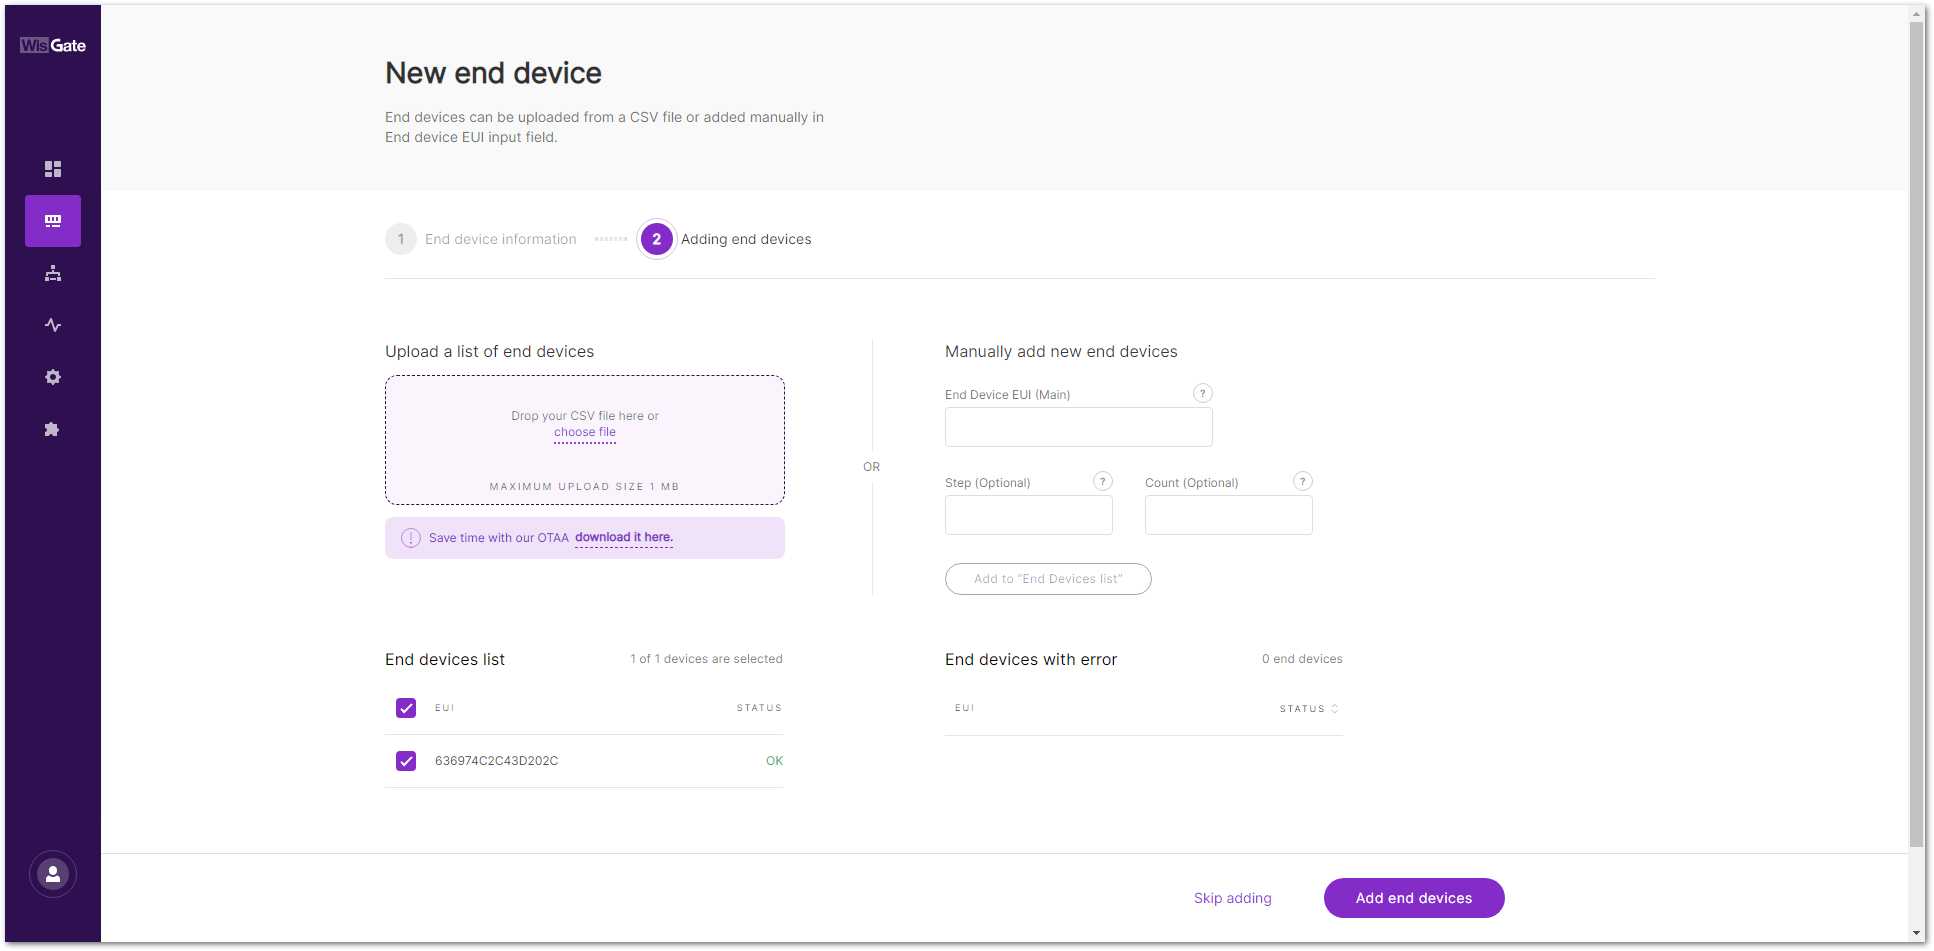 WisGate
New end device
End devices can be uploaded from a CSV file or added manually in
End device EUI input field.
1 End device information 2 Adding end devices
Upload a list of end devices
Drop your CSV file here or
choose file
MAXIMUM UPLOAD SIZE 1 MB
! Save time with our OTAA download it here.
OR
Manually add new end devices
End Device EUI (Main) ?
Step (Optional) ? Count (Optional) ?
Add to “End Devices list”
End devices list 1 of 1 devices are selected
EUI STATUS
636974C2C43D202C OK
End devices with error 0 end devices
EUI STATUS
Skip adding Add end devices